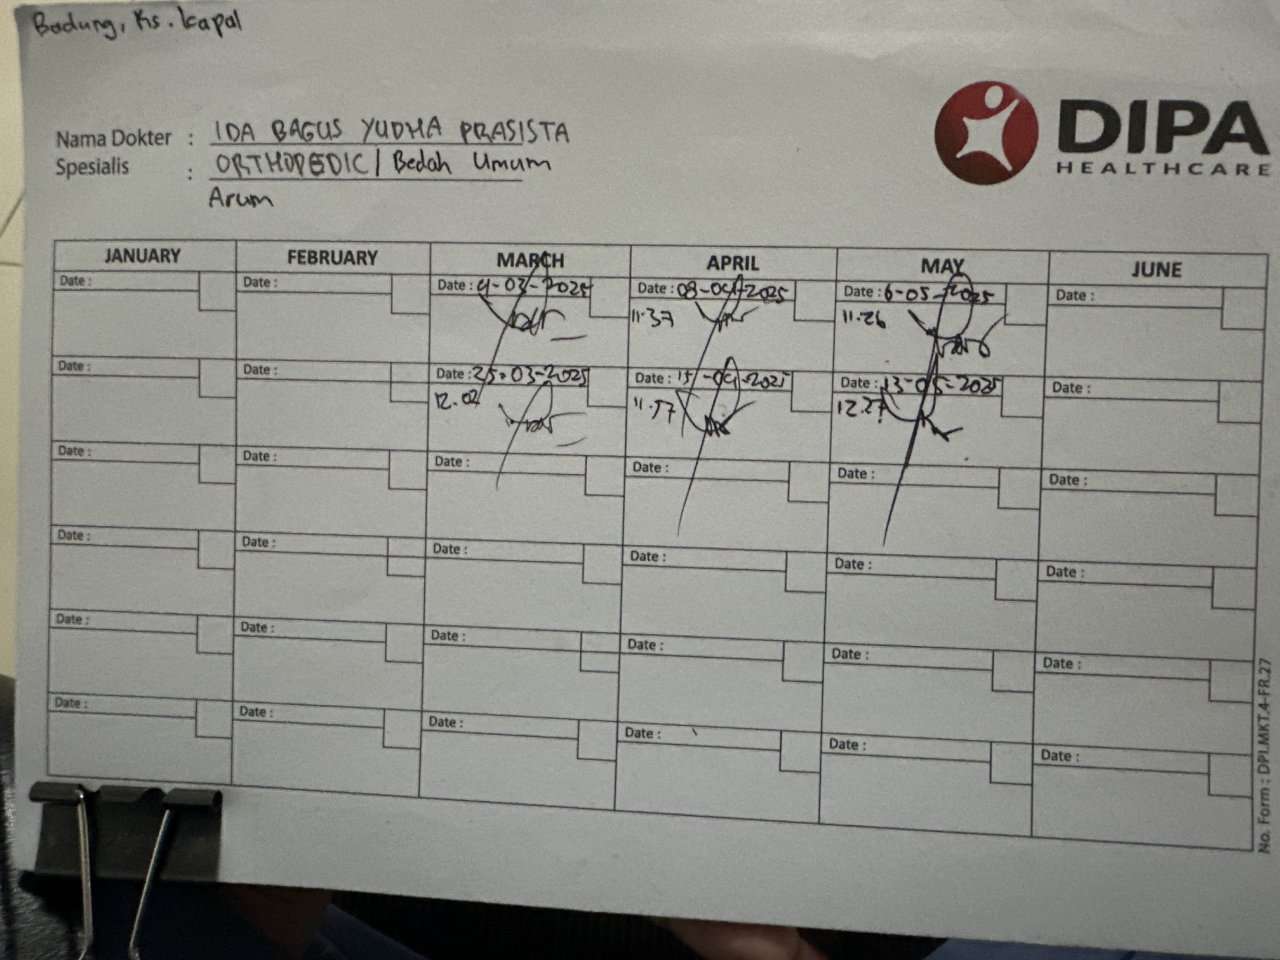 Badung, Ks. Kapal
DIPA
HEALTHCARE
Nama Dokter : IDA BAGUS YUDHA PRASISTA
Spesialis : ORTHOPEDIC / Bedah Umum
Arum
JANUARY FEBRUARY MARCH APRIL MAY JUNE
Date : Date : Date : 4-03-2025 Date : 08-04-2025 Date : 6-05-2025 Date :
11.37 11.26
Date : Date : Date : 25-03-2025 Date : 15-04-2025 Date : 13-05-2025 Date :
12.02 11.57 12.27
Date : Date : Date : Date : Date : Date :
Date : Date : Date : Date : Date : Date :
Date : Date : Date : Date : Date : Date :
Date : Date : Date : Date : Date : Date :
No. Form : DPI.MKT.4-FR.27